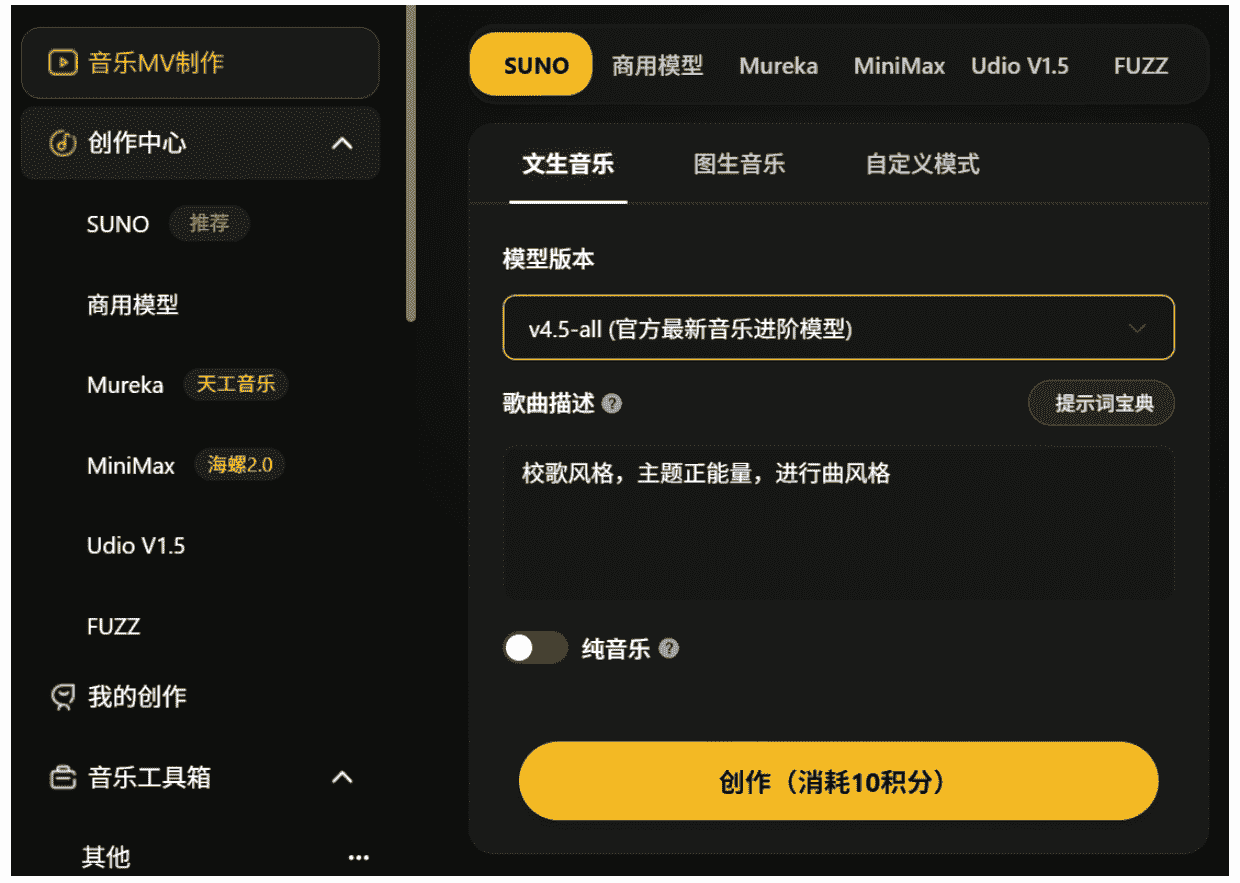 音乐MV制作
创作中心
SUNO 推荐
商用模型
Mureka 天工音乐
MiniMax 海螺2.0
Udio V1.5
FUZZ
我的创作
音乐工具箱
其他
SUNO 商用模型 Mureka MiniMax Udio V1.5 FUZZ
文生音乐 图生音乐 自定义模式
模型版本
v4.5-all (官方最新音乐进阶模型)
歌曲描述 ? 提示词宝典
校歌风格，主题正能量，进行曲风格
纯音乐 ?
创作（消耗10积分）